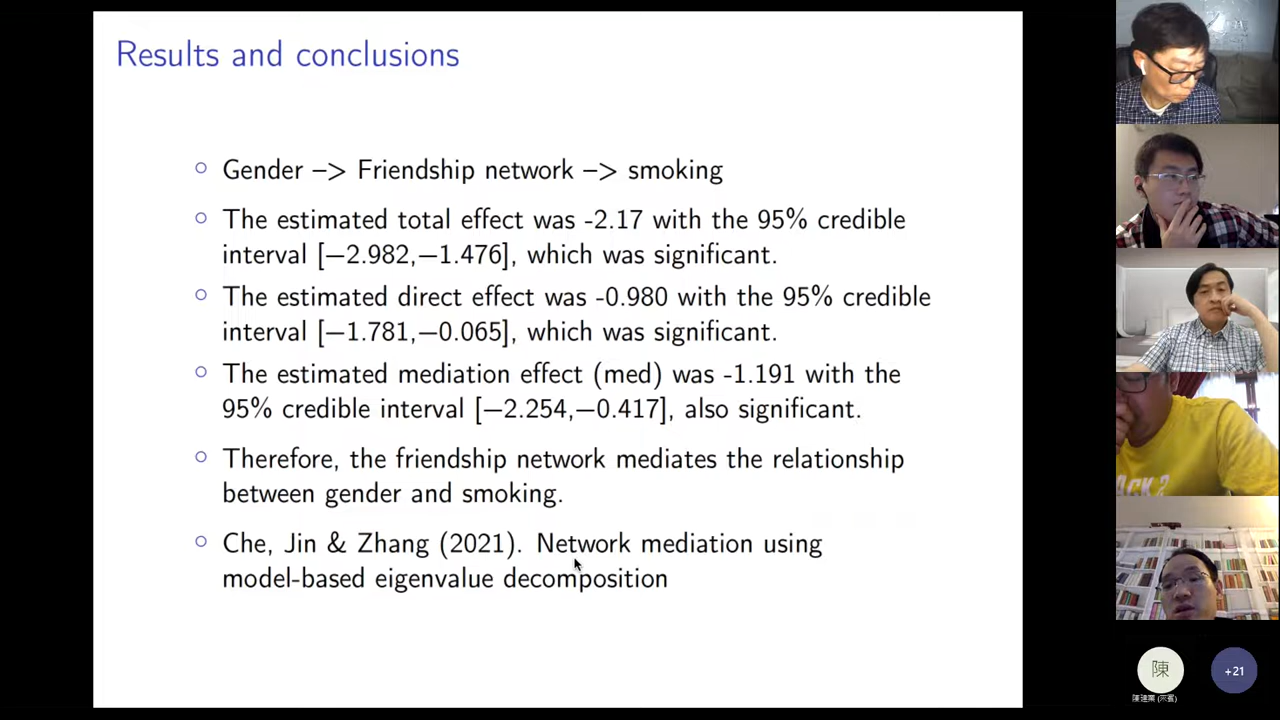 Results and conclusions
Gender –> Friendship network –> smoking
The estimated total effect was -2.17 with the 95% credible
interval [−2.982,−1.476], which was significant.
The estimated direct effect was -0.980 with the 95% credible
interval [−1.781,−0.065], which was significant.
The estimated mediation effect (med) was -1.191 with the
95% credible interval [−2.254,−0.417], also significant.
Therefore, the friendship network mediates the relationship
between gender and smoking.
Che, Jin & Zhang (2021). Network mediation using
model-based eigenvalue decomposition
陳
+21